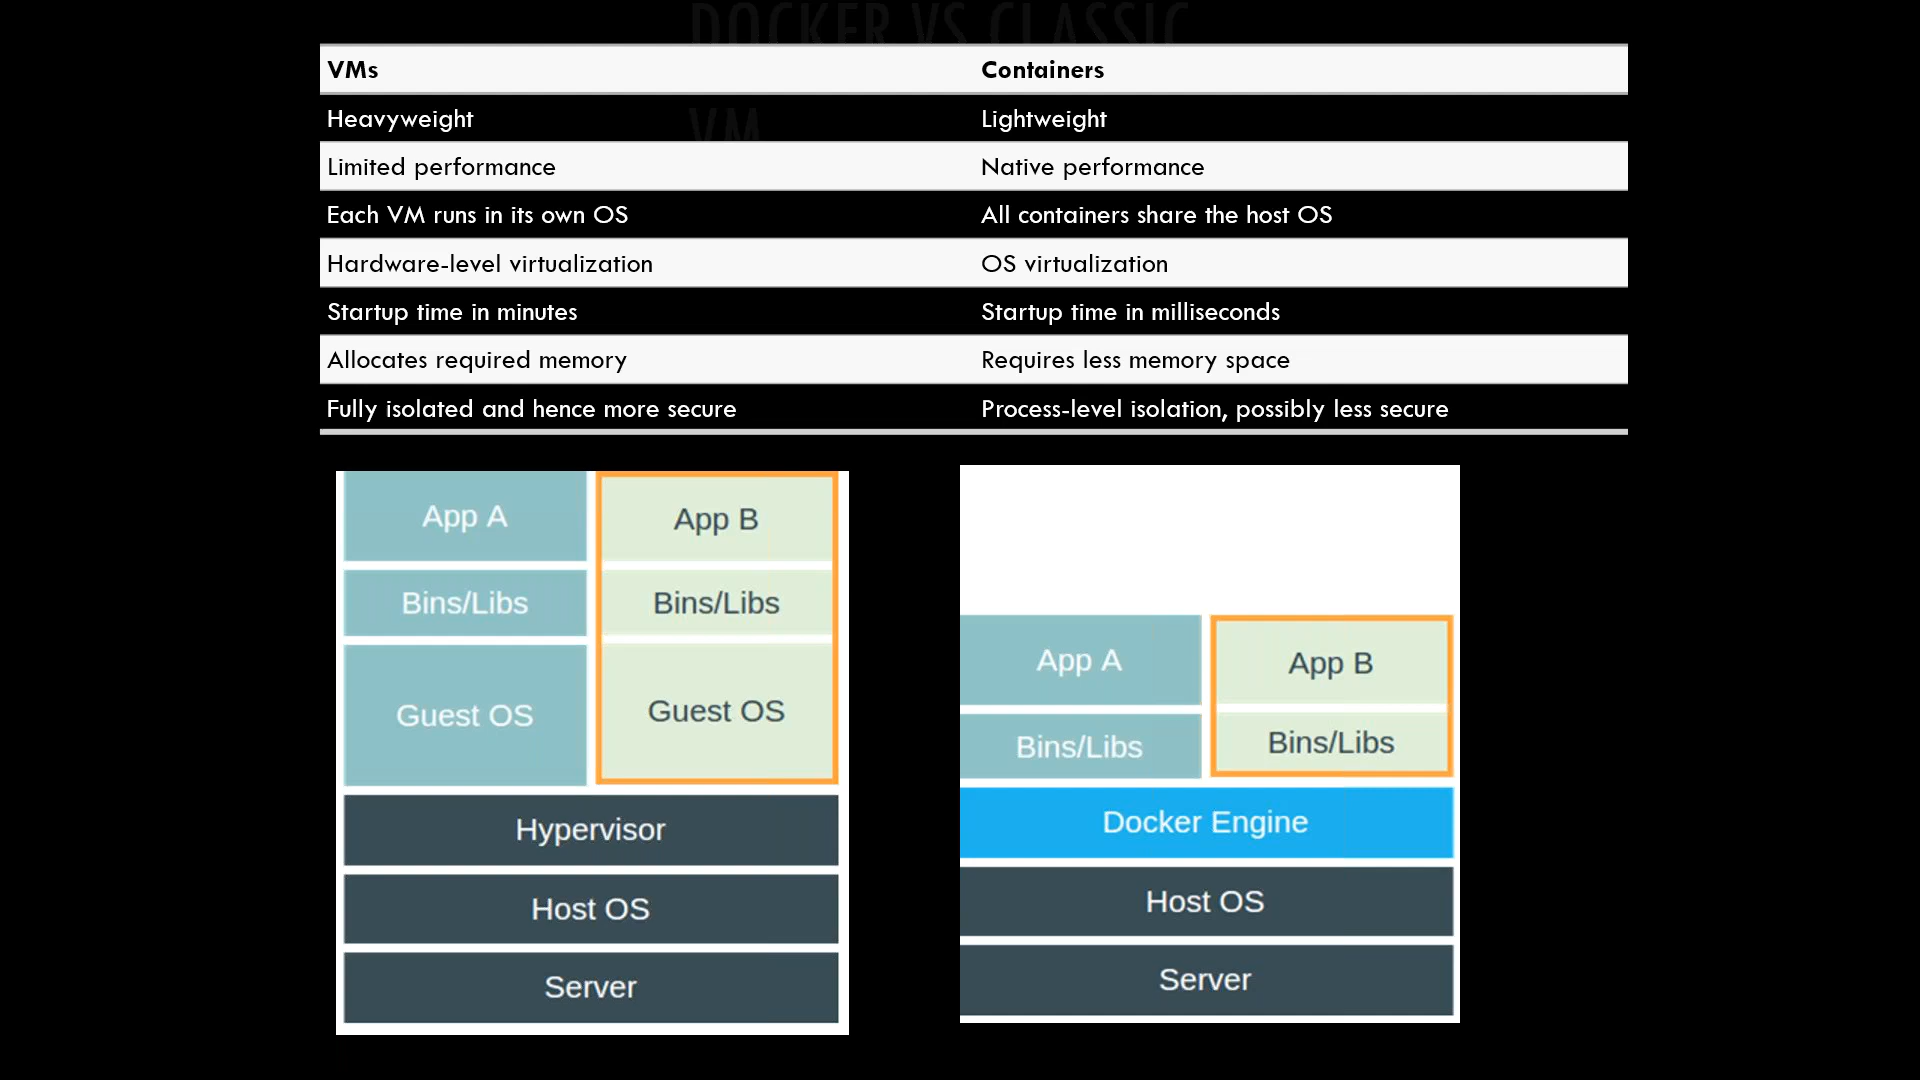 DOCKER VS CLASSIC
VM
VMs Containers
Heavyweight Lightweight
Limited performance Native performance
Each VM runs in its own OS All containers share the host OS
Hardware-level virtualization OS virtualization
Startup time in minutes Startup time in milliseconds
Allocates required memory Requires less memory space
Fully isolated and hence more secure Process-level isolation, possibly less secure
App A App B
Bins/Libs Bins/Libs
Guest OS Guest OS
Hypervisor
Host OS
Server
App A App B
Bins/Libs Bins/Libs
Docker Engine
Host OS
Server